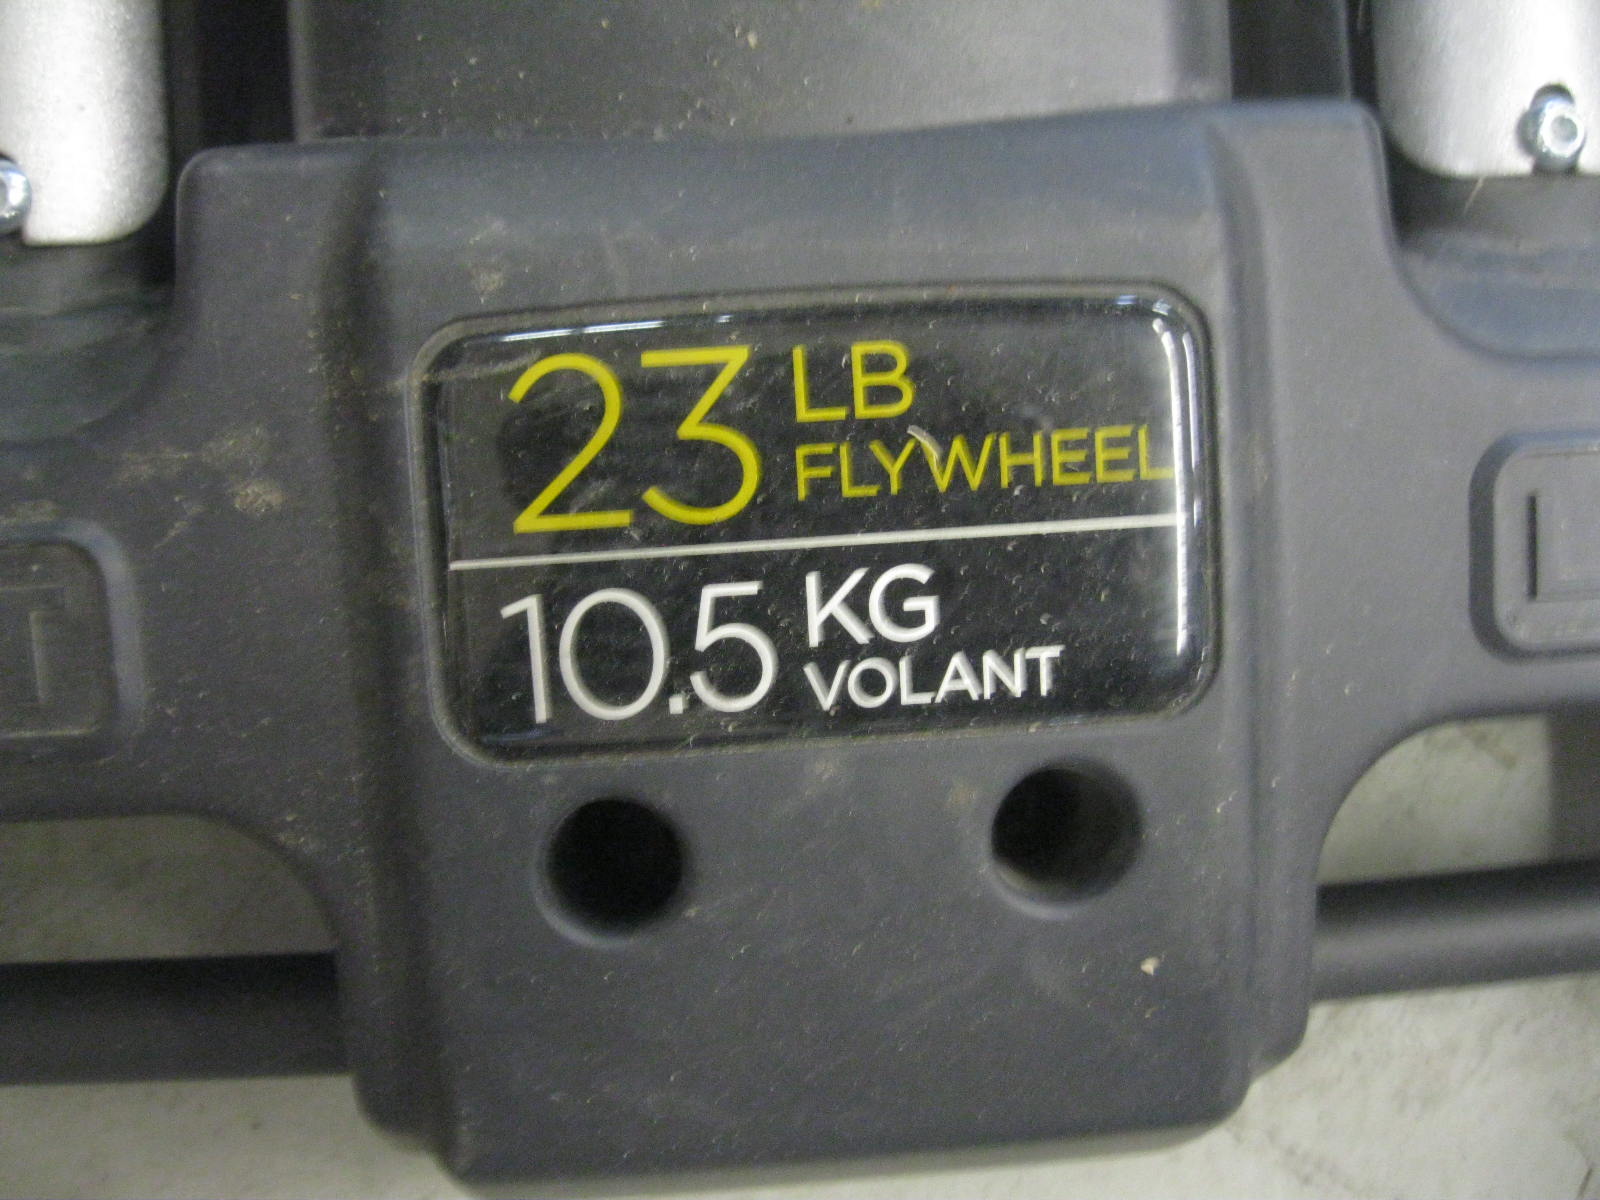 23 LB
FLYWHEEL
10.5 KG
VOLANT